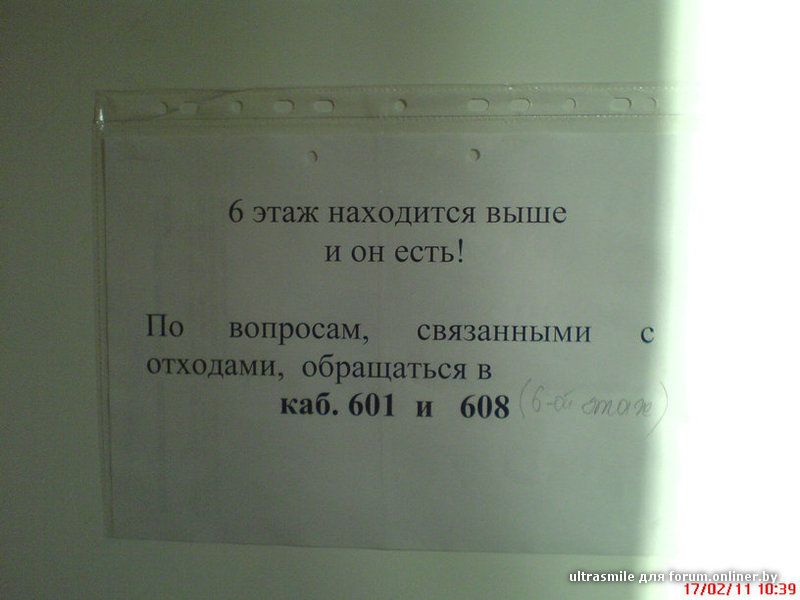 6 этаж находится выше
и он есть!
По вопросам, связанными с
отходами, обращаться в
каб. 601 и 608 (6-ой этаж)
ultrasmile для forum.onliner.by
17/02/11 10:39